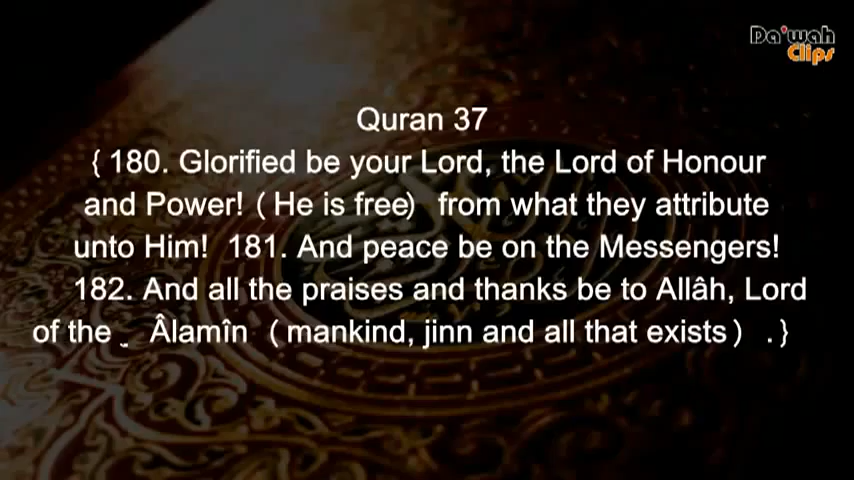 Da'wah
Clips
Quran 37
{ 180. Glorified be your Lord, the Lord of Honour
and Power! ( He is free) from what they attribute
unto Him! 181. And peace be on the Messengers!
182. And all the praises and thanks be to Allâh, Lord
of the ˷ Âlamîn ( mankind, jinn and all that exists ) . }